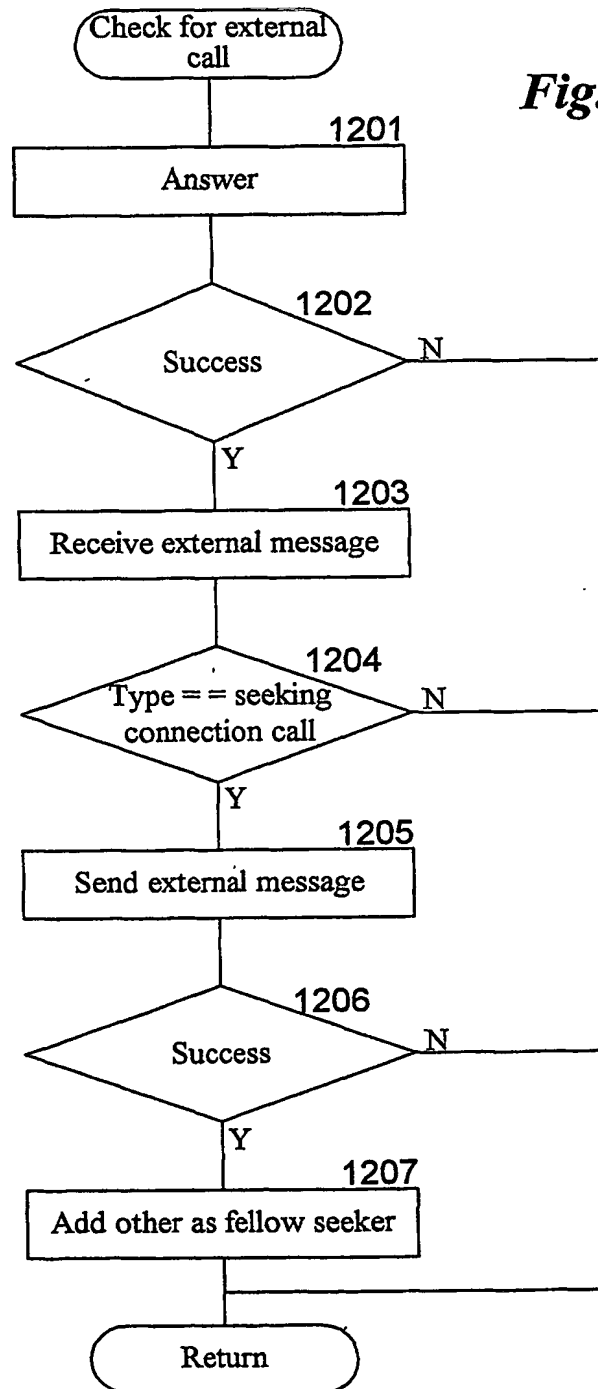 Check for external
call
Fig.
1201
Answer
1202
Success
N
Y
1203
Receive external message
1204
Type = = seeking
connection call
N
Y
1205
Send external message
1206
Success
N
Y
1207
Add other as fellow seeker
Return